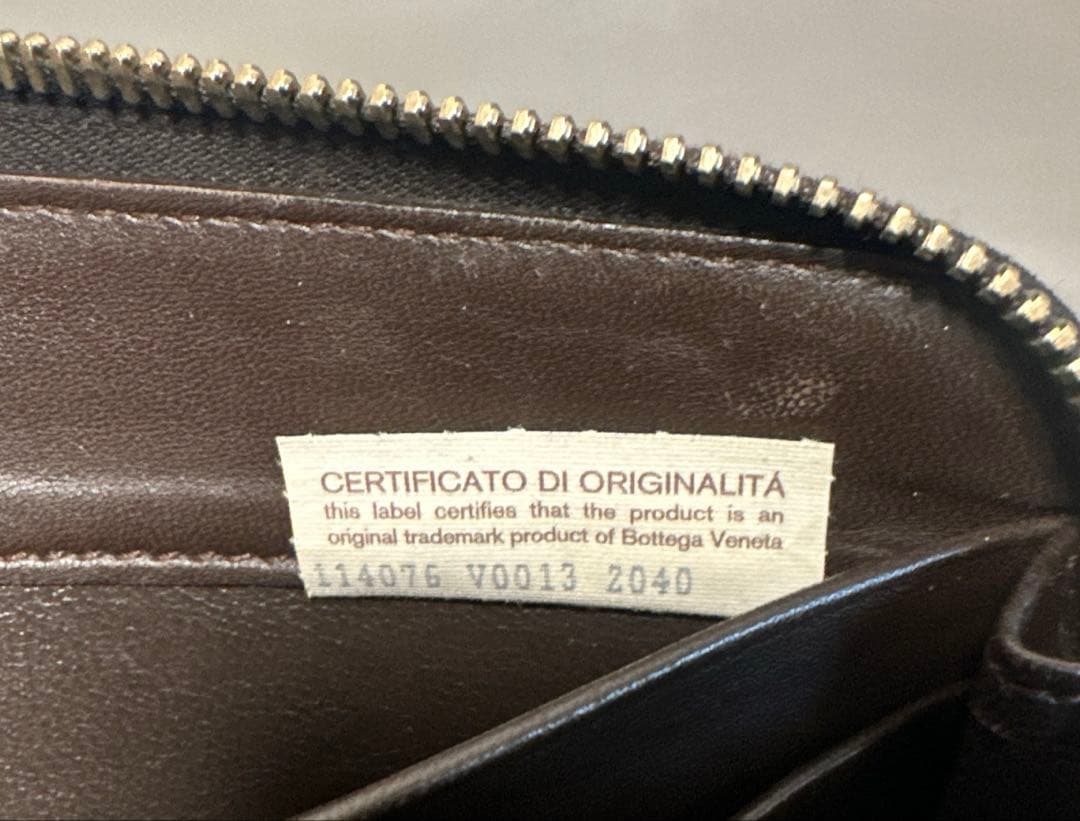 CERTIFICATO DI ORIGINALITÁ
this label certifies that the product is an
original trademark product of Bottega Veneta
114076 V0013 2040